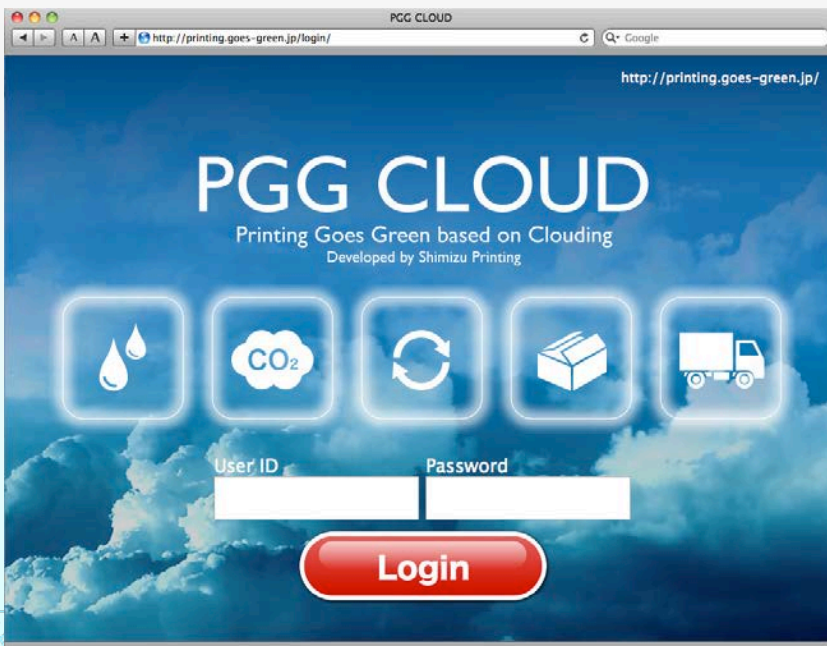 PGG CLOUD
A A + http://printing.goes-green.jp/login/ Google
http://printing.goes-green.jp/
PGG CLOUD
Printing Goes Green based on Clouding
Developed by Shimizu Printing
CO₂
User ID Password
Login